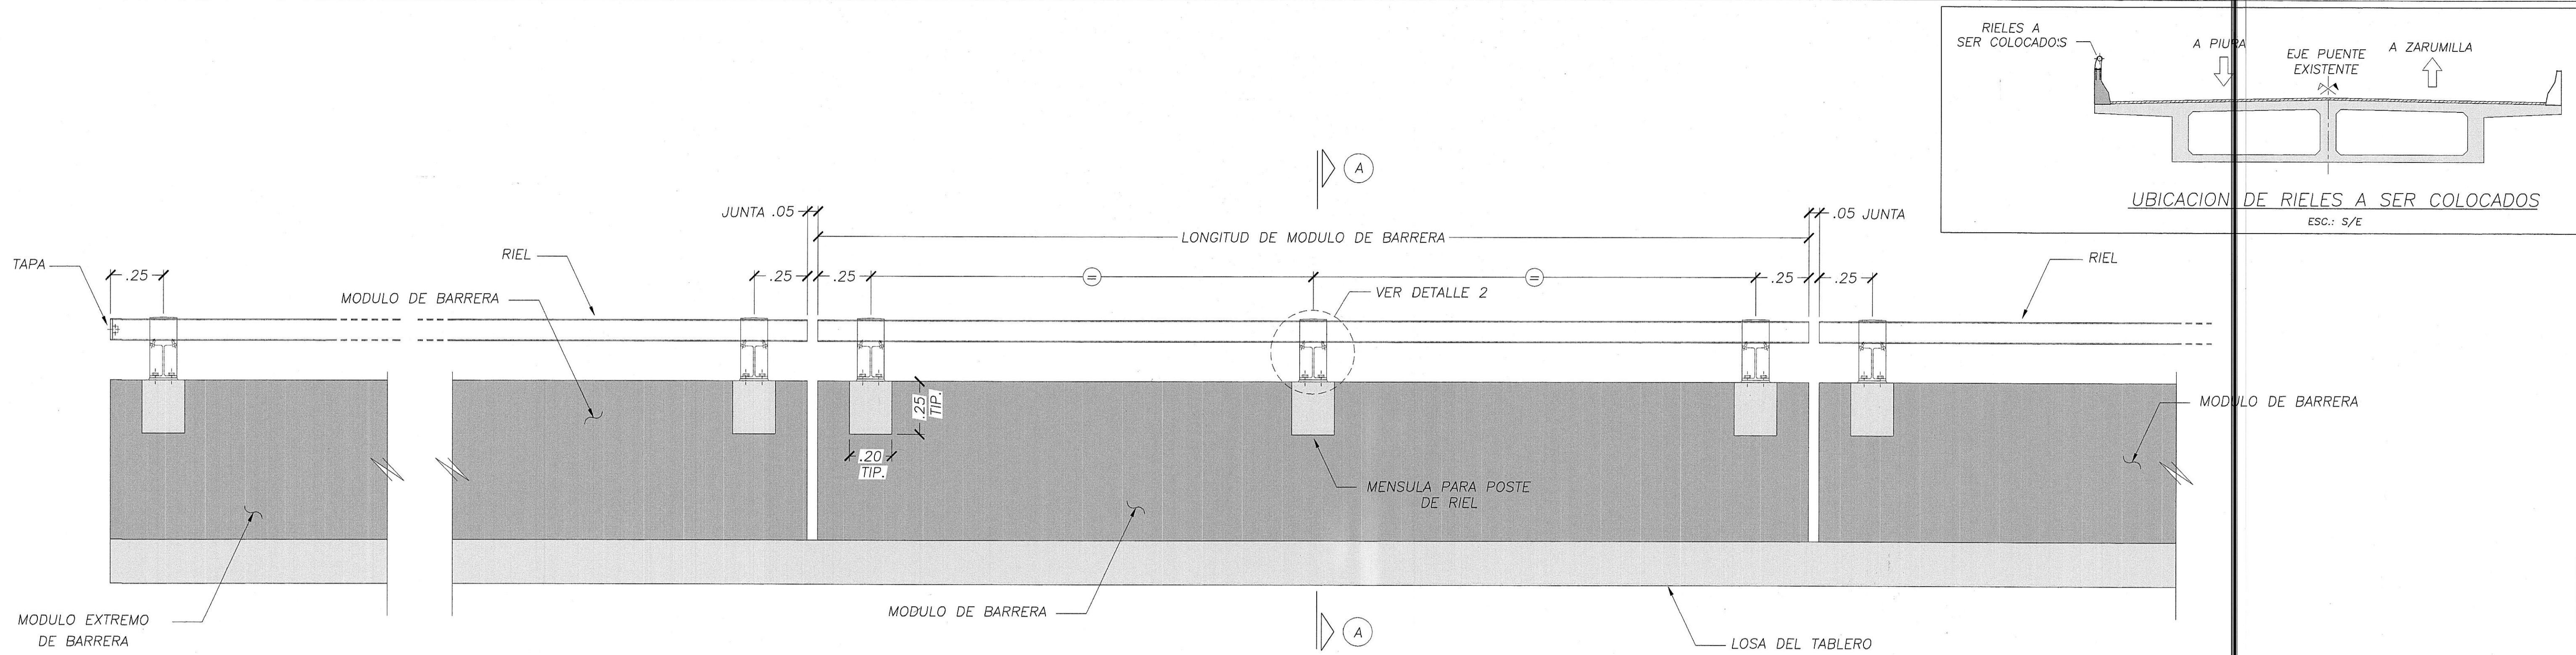 RIELES A
SER COLOCADOS
A PIURA
EJE PUENTE
EXISTENTE
A ZARUMILLA
UBICACION DE RIELES A SER COLOCADOS
ESC.: S/E
A
JUNTA .05
.05 JUNTA
LONGITUD DE MODULO DE BARRERA
TAPA
.25
RIEL
.25
.25
=
=
.25
.25
RIEL
MODULO DE BARRERA
VER DETALLE 2
.25
TIP.
.20
TIP.
MODULO DE BARRERA
MENSULA PARA POSTE
DE RIEL
MODULO EXTREMO
DE BARRERA
MODULO DE BARRERA
A
LOSA DEL TABLERO